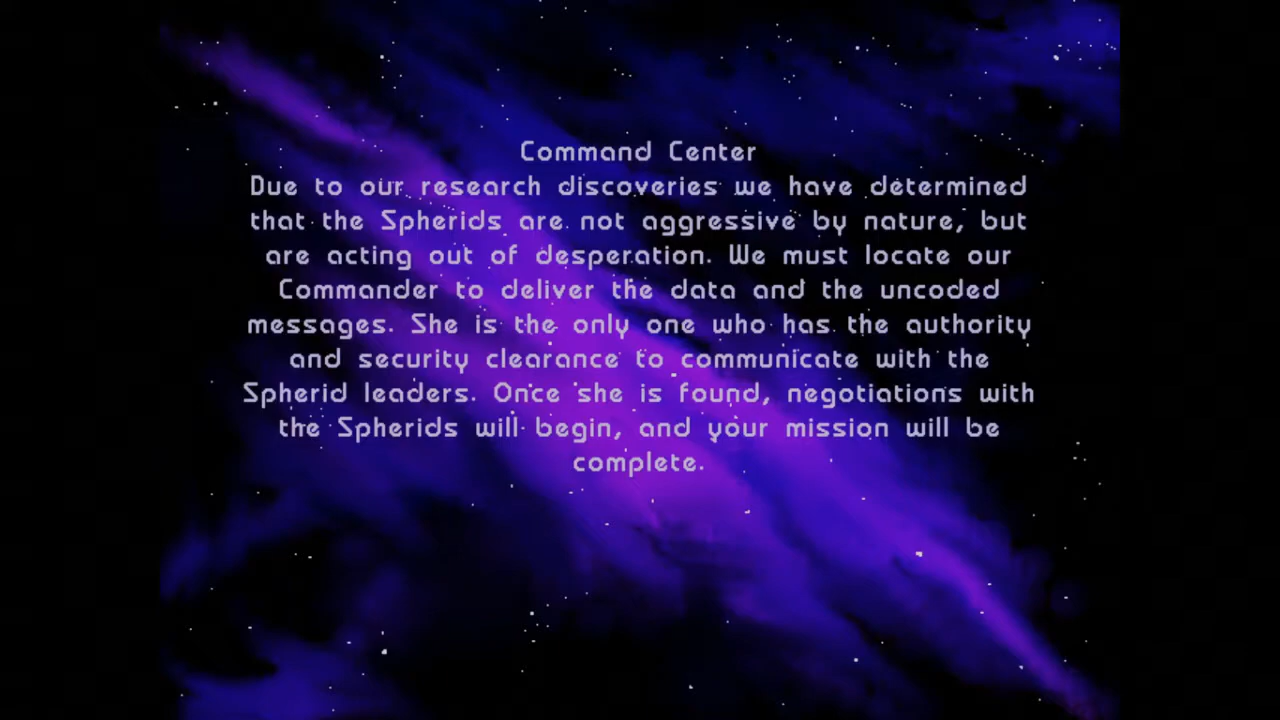 Command Center
Due to our research discoveries we have determined
that the Spherids are not aggressive by nature, but
are acting out of desperation. We must locate our
Commander to deliver the data and the uncoded
messages. She is the only one who has the authority
and security clearance to communicate with the
Spherid leaders. Once she is found, negotiations with
the Spherids will begin, and your mission will be
complete.